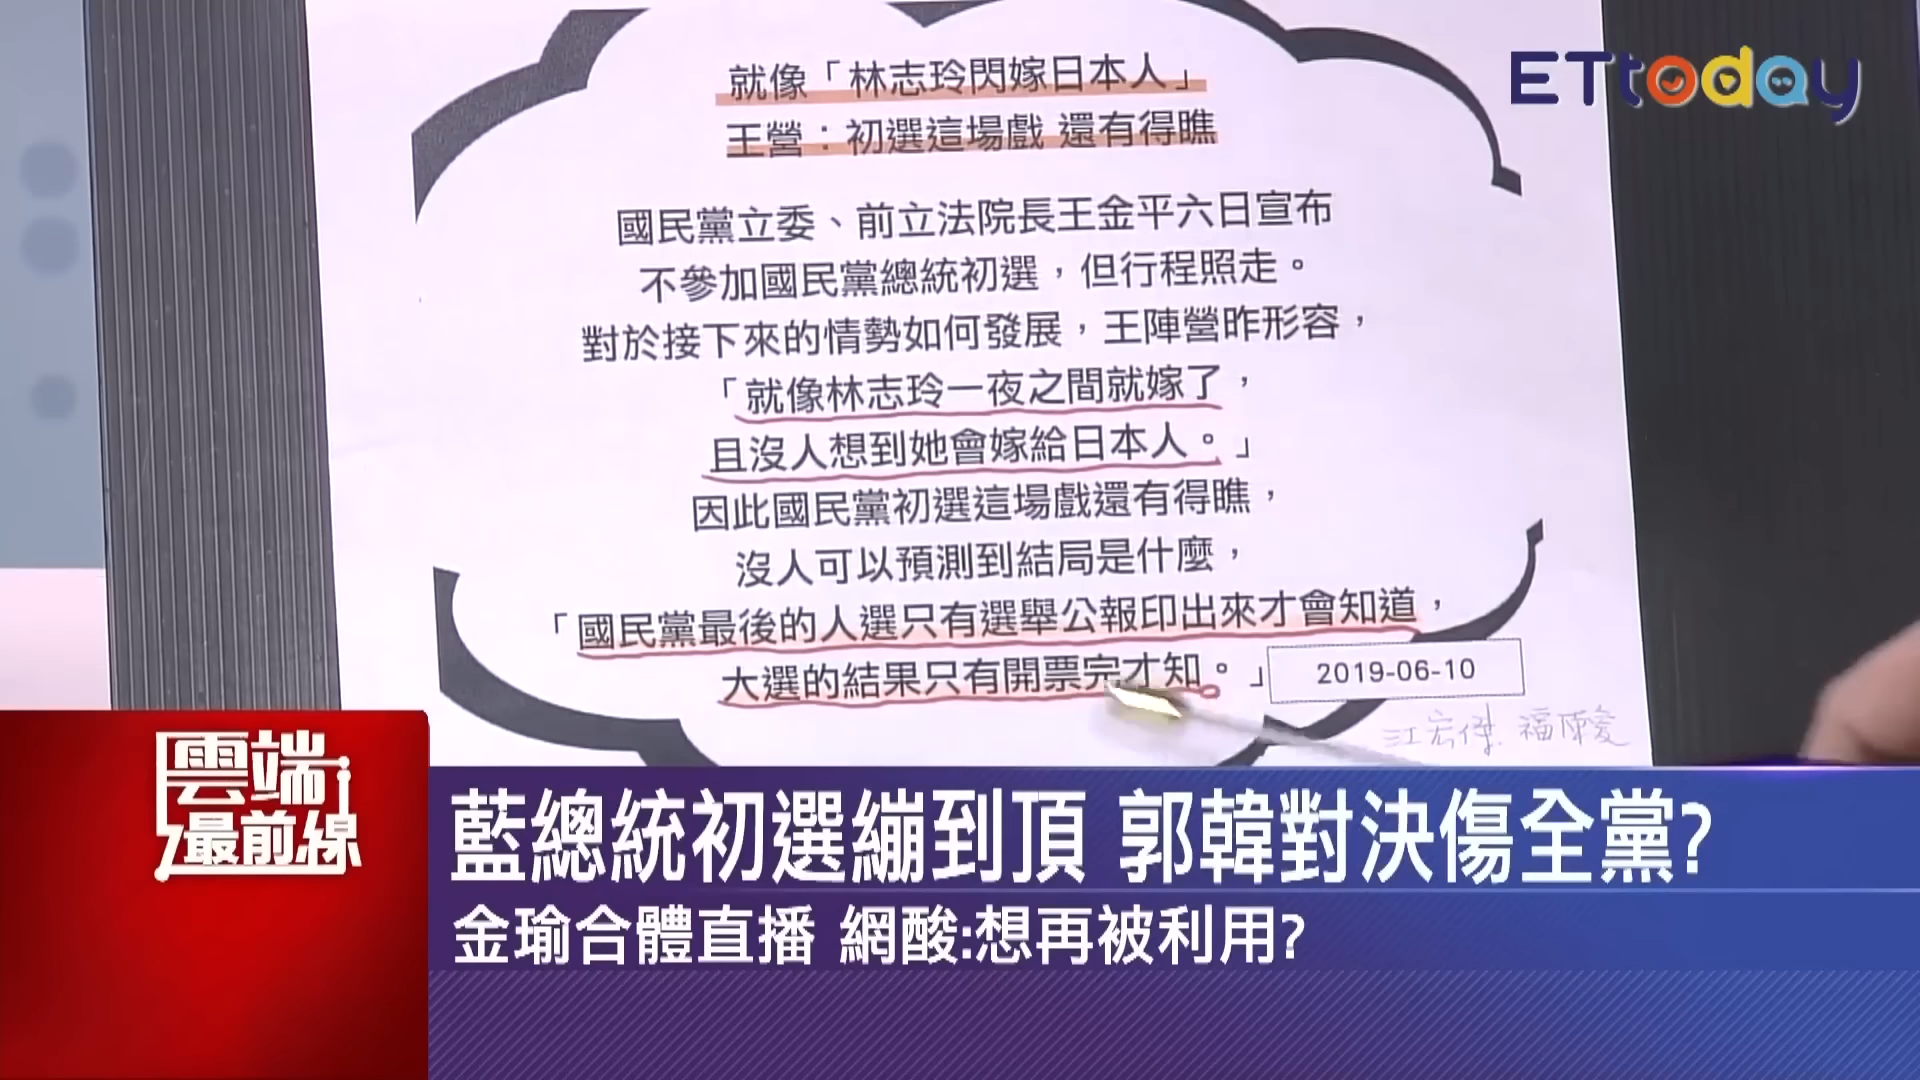 ETtoday
就像「林志玲閃嫁日本人」
王營：初選這場戲 還有得瞧
國民黨立委、前立法院長王金平六日宣布
不參加國民黨總統初選，但行程照走。
對於接下來的情勢如何發展，王陣營昨形容，
「就像林志玲一夜之間就嫁了，
且沒人想到她會嫁給日本人。」
因此國民黨初選這場戲還有得瞧，
沒人可以預測到結局是什麼，
「國民黨最後的人選只有選舉公報印出來才會知道，
大選的結果只有開票完才知。」
2019-06-10
江宏傑 福原愛
雲端
最前線
藍總統初選繃到頂 郭韓對決傷全黨?
金瑜合體直播 網酸:想再被利用?